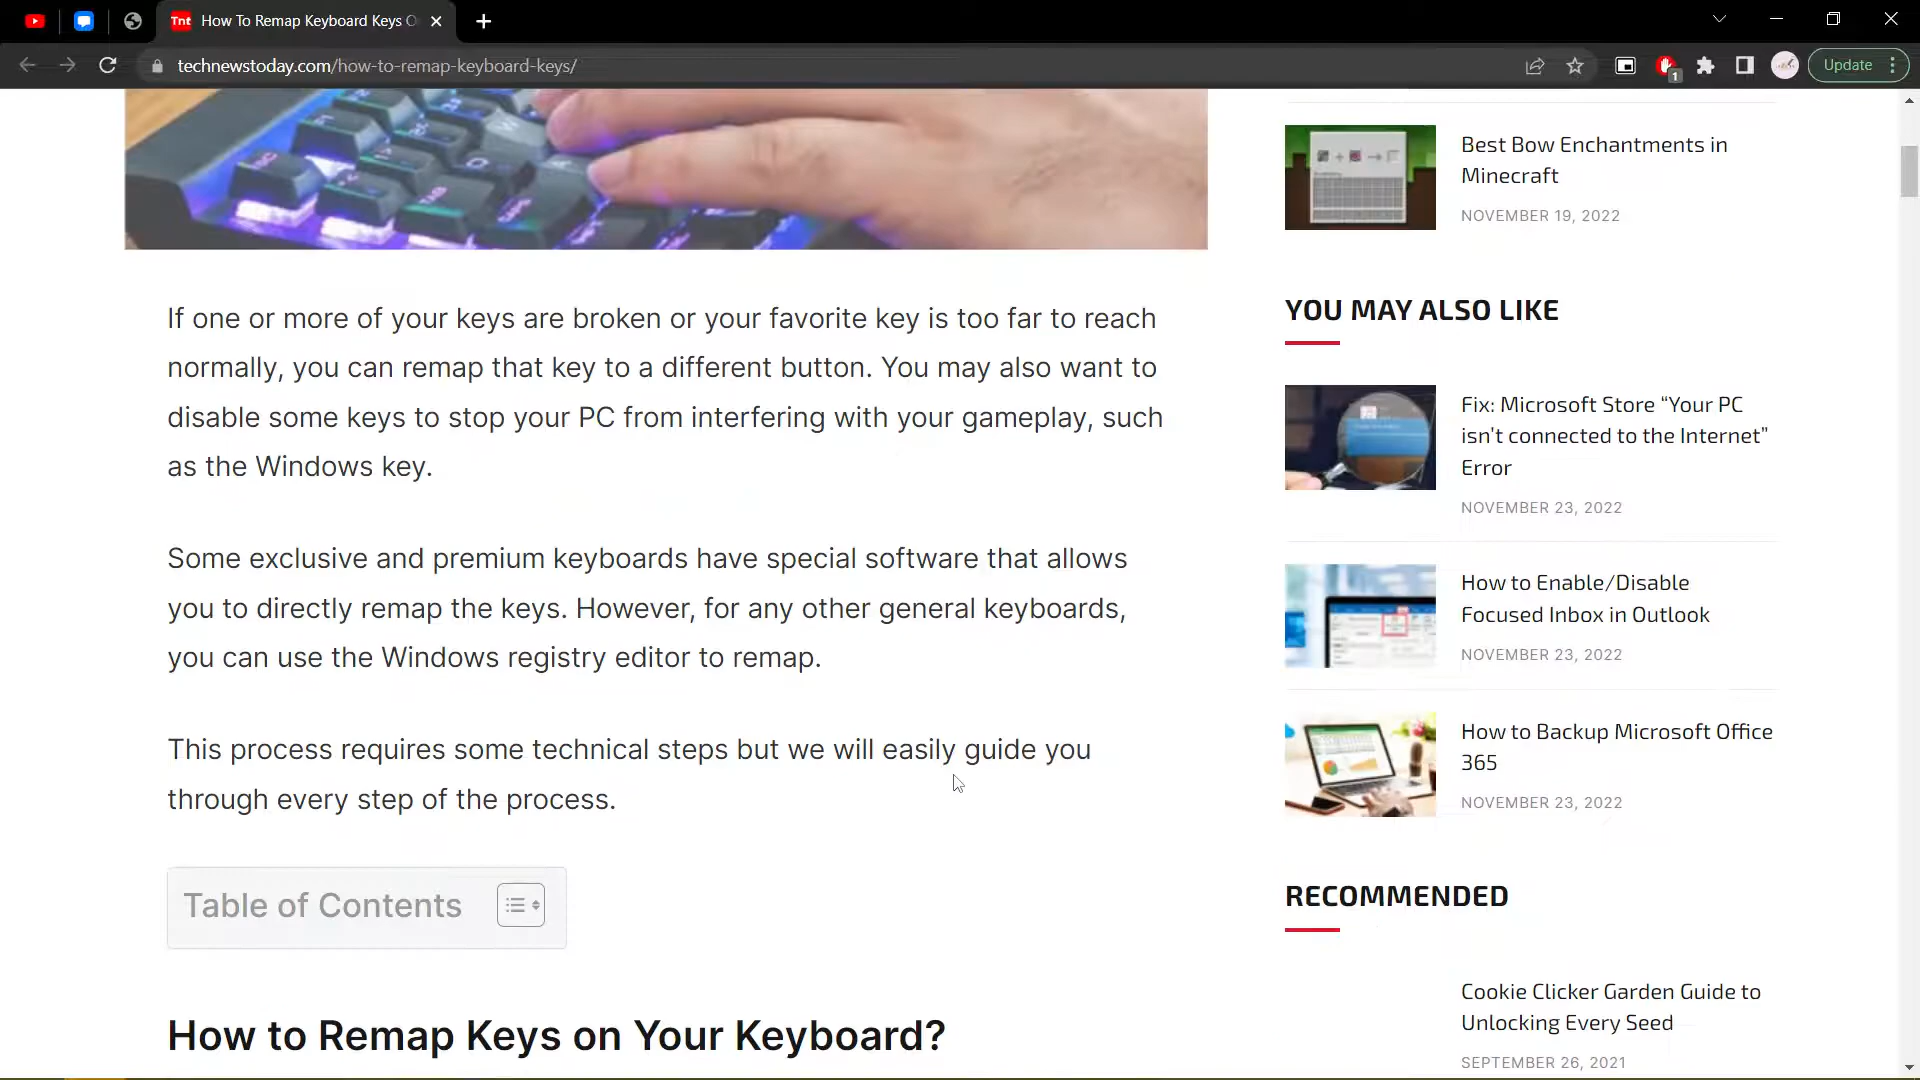 Tnt How To Remap Keyboard Keys O
technewstoday.com/how-to-remap-keyboard-keys/
1
Update
If one or more of your keys are broken or your favorite key is too far to reach
normally, you can remap that key to a different button. You may also want to
disable some keys to stop your PC from interfering with your gameplay, such
as the Windows key.
Some exclusive and premium keyboards have special software that allows
you to directly remap the keys. However, for any other general keyboards,
you can use the Windows registry editor to remap.
This process requires some technical steps but we will easily guide you
through every step of the process.
Table of Contents
How to Remap Keys on Your Keyboard?
Best Bow Enchantments in
Minecraft
NOVEMBER 19, 2022
YOU MAY ALSO LIKE
Fix: Microsoft Store “Your PC
isn’t connected to the Internet”
Error
NOVEMBER 23, 2022
How to Enable/Disable
Focused Inbox in Outlook
NOVEMBER 23, 2022
How to Backup Microsoft Office
365
NOVEMBER 23, 2022
RECOMMENDED
Cookie Clicker Garden Guide to
Unlocking Every Seed
SEPTEMBER 26, 2021